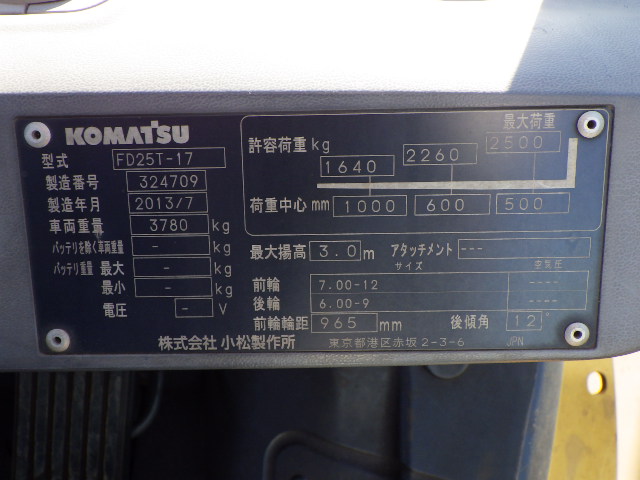 KOMATSU
型式 FD25T-17
製造番号 324709
製造年月 2013/7
車両重量 3780 kg
バッテリを除く車両重量 - kg
バッテリ重量 最大 - kg
最小 - kg
電圧 - V
最大荷重
許容荷重 kg 1640 2260 2500
荷重中心 mm 1000 600 500
最大揚高 3.0 m アタッチメント ---
サイズ 空気圧
前輪 7.00-12 ----
後輪 6.00-9 ----
前輪輪距 965 mm 後傾角 12°
株式会社 小松製作所 東京都港区赤坂 2-3-6 JPN